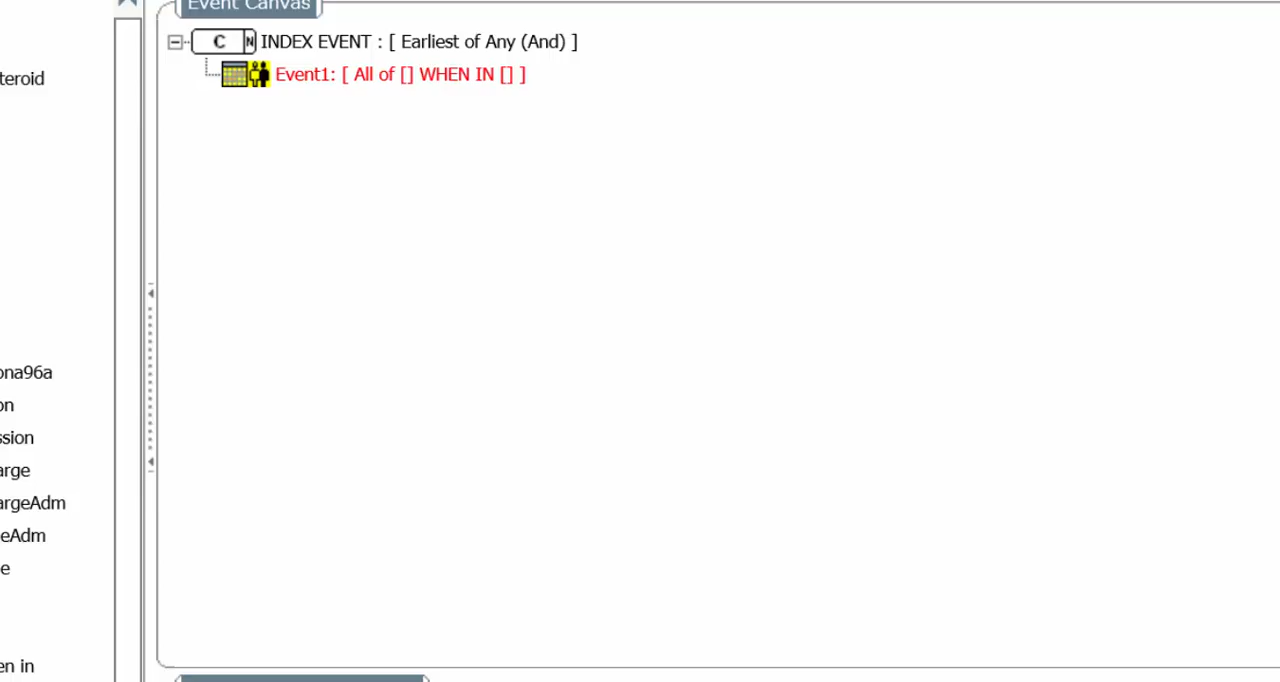 Event Canvas
C N INDEX EVENT : [ Earliest of Any (And) ]
Event1: [ All of [] WHEN IN [] ]
teroid
ona96a
on
ssion
arge
argeAdm
eAdm
e
en in